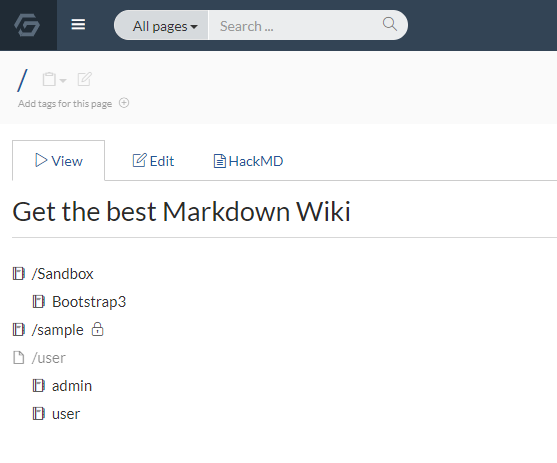 All pages Search ...
/
Add tags for this page
View Edit HackMD
Get the best Markdown Wiki
/Sandbox
Bootstrap3
/sample
/user
admin
user